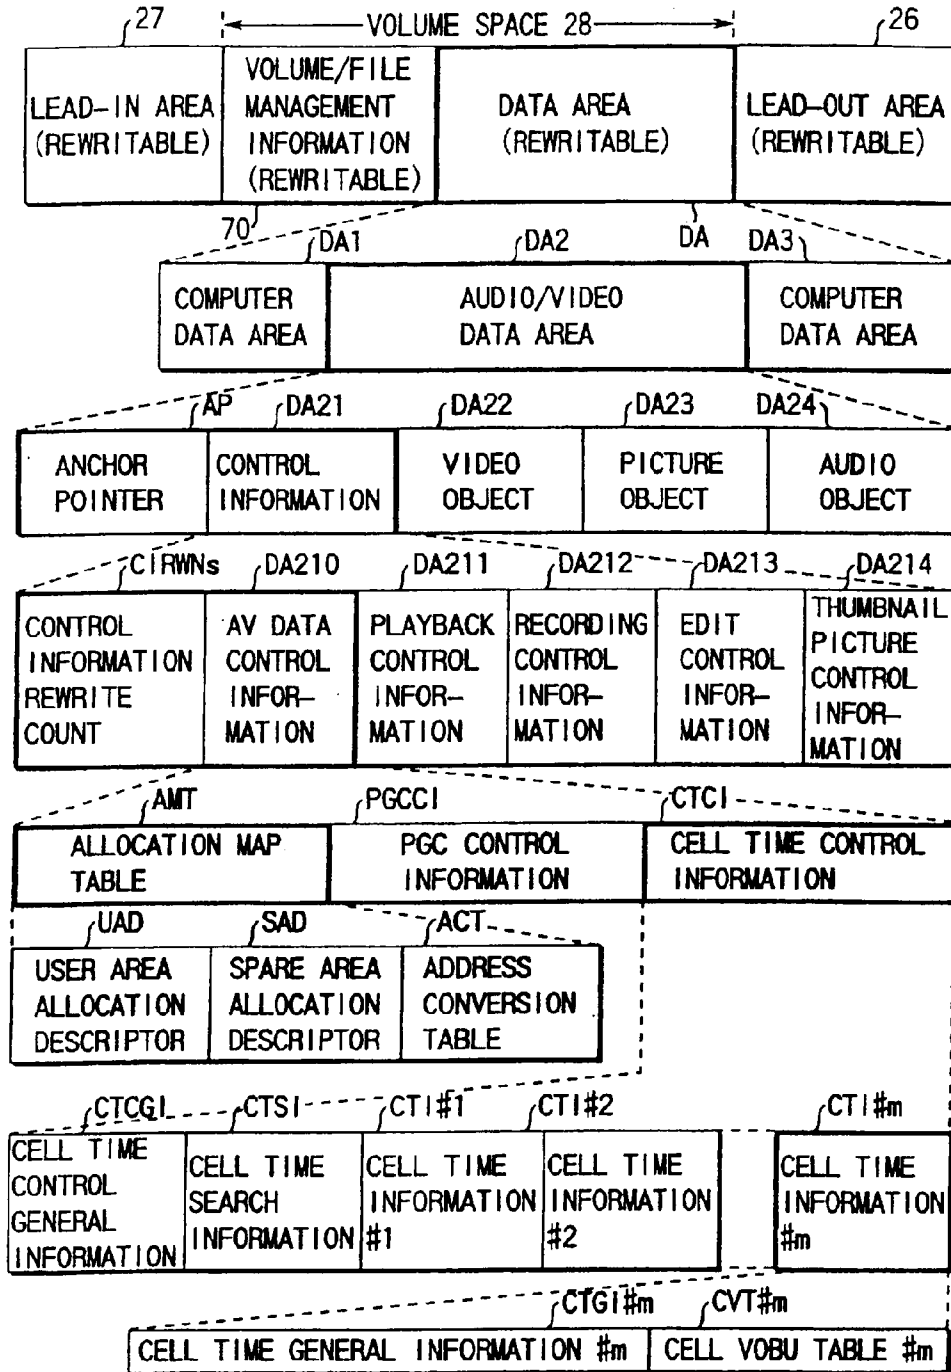 27
VOLUME SPACE 28
26
LEAD-IN AREA
(REWRITABLE)
VOLUME/FILE
MANAGEMENT
INFORMATION
(REWRITABLE)
DATA AREA
(REWRITABLE)
LEAD-OUT AREA
(REWRITABLE)
70
DA1
DA2
DA
DA3
COMPUTER
DATA AREA
AUDIO/VIDEO
DATA AREA
COMPUTER
DATA AREA
AP
DA21
DA22
DA23
DA24
ANCHOR
POINTER
CONTROL
INFORMATION
VIDEO
OBJECT
PICTURE
OBJECT
AUDIO
OBJECT
CIRWNs
DA210
DA211
DA212
DA213
DA214
CONTROL
INFORMATION
REWRITE
COUNT
AV DATA
CONTROL
INFOR-
MATION
PLAYBACK
CONTROL
INFOR-
MATION
RECORDING
CONTROL
INFOR-
MATION
EDIT
CONTROL
INFOR-
MATION
THUMBNAIL
PICTURE
CONTROL
INFOR-
MATION
AMT
PGCCI
CTCI
ALLOCATION MAP
TABLE
PGC CONTROL
INFORMATION
CELL TIME CONTROL
INFORMATION
UAD
SAD
ACT
USER AREA
ALLOCATION
DESCRIPTOR
SPARE AREA
ALLOCATION
DESCRIPTOR
ADDRESS
CONVERSION
TABLE
CTCGI
CTSI
CTI#1
CTI#2
CTI#m
CELL TIME
CONTROL
GENERAL
INFORMATION
CELL TIME
SEARCH
INFORMATION
CELL TIME
INFORMATION
#1
CELL TIME
INFORMATION
#2
CELL TIME
INFORMATION
#m
CTGI#m
CVT#m
CELL TIME GENERAL INFORMATION #m
CELL VOBU TABLE #m